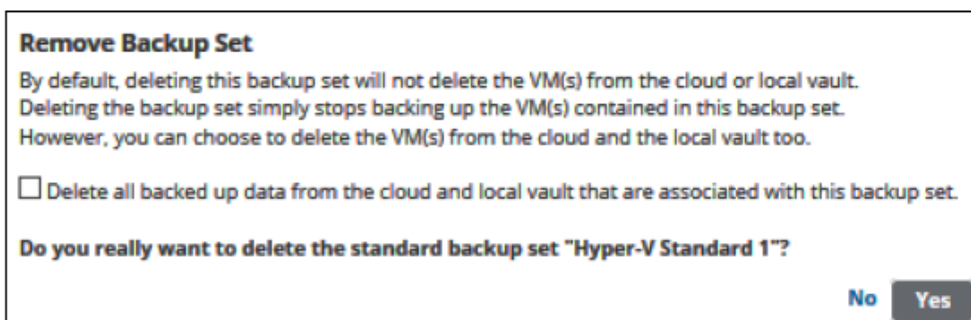 Remove Backup Set
By default, deleting this backup set will not delete the VM(s) from the cloud or local vault.
Deleting the backup set simply stops backing up the VM(s) contained in this backup set.
However, you can choose to delete the VM(s) from the cloud and the local vault too.
Delete all backed up data from the cloud and local vault that are associated with this backup set.
Do you really want to delete the standard backup set "Hyper-V Standard 1"?
No Yes